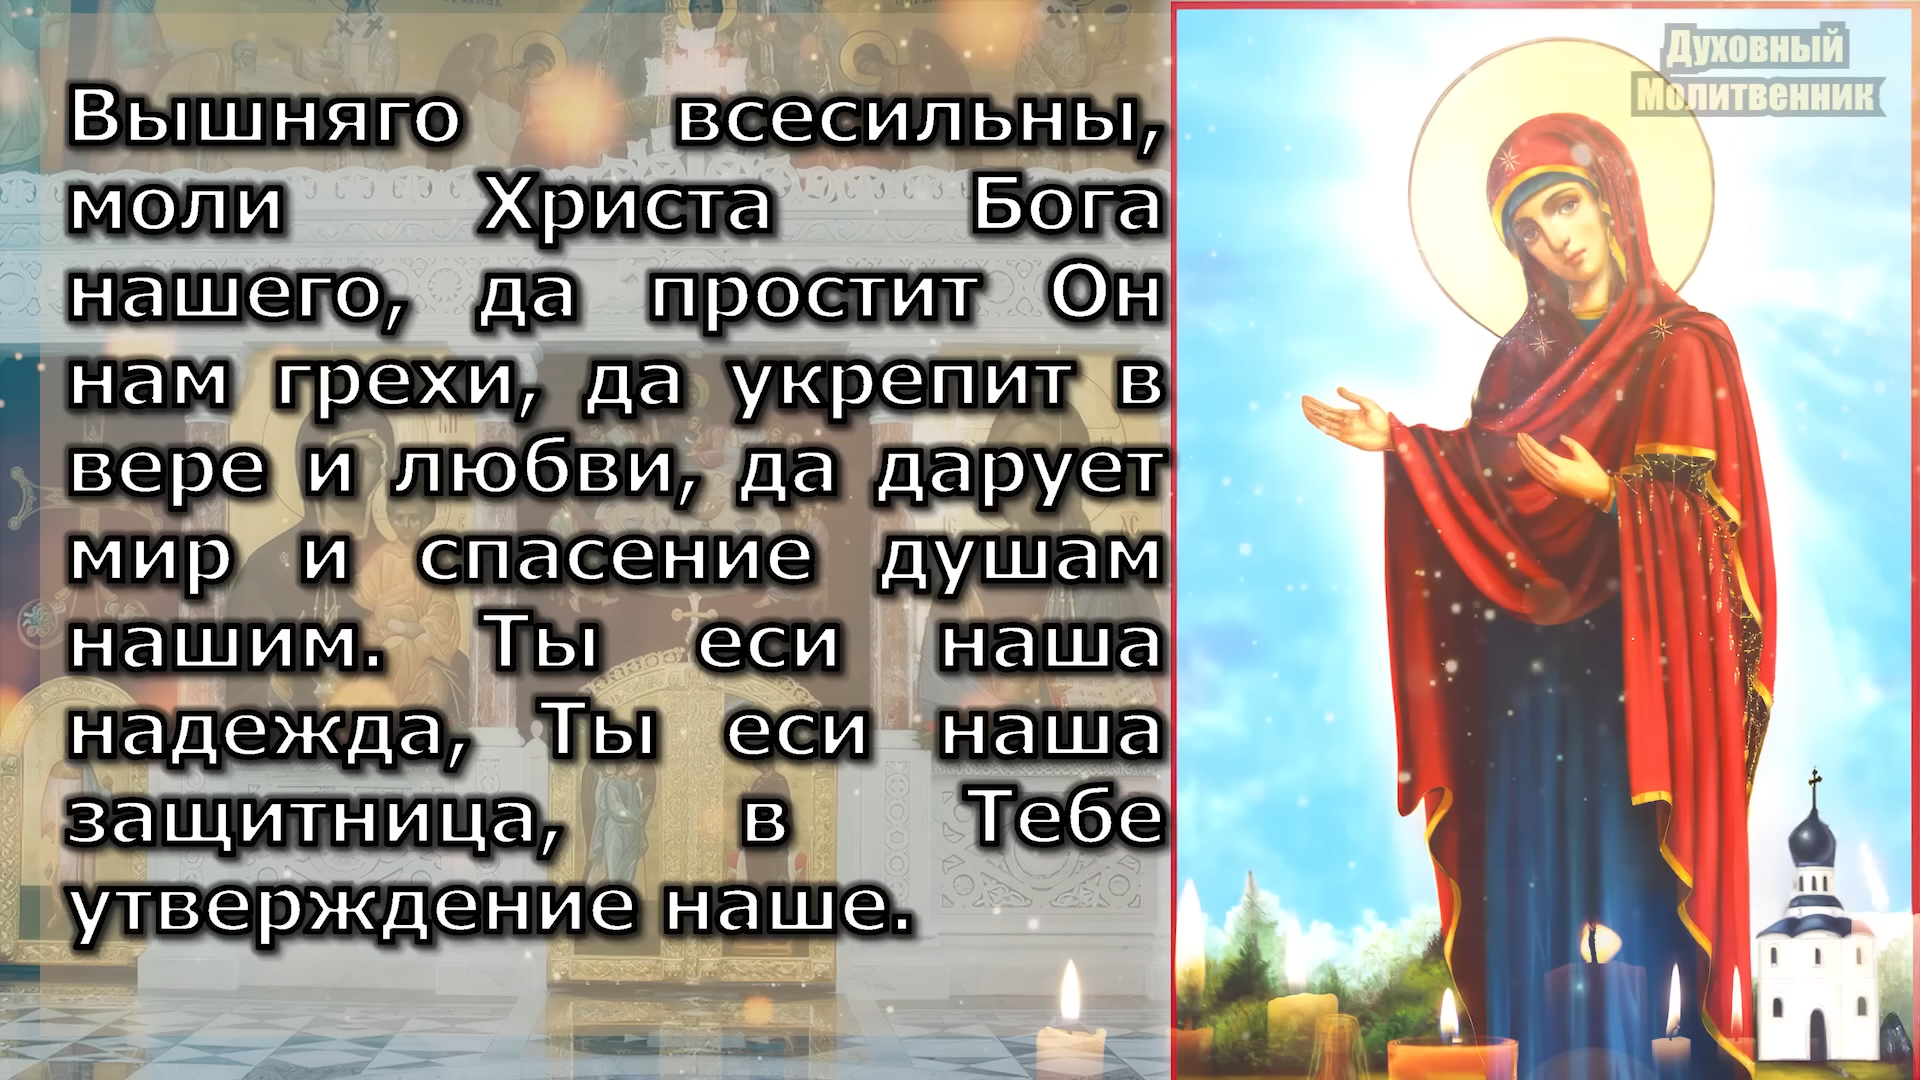 Вышняго всесильны,
моли Христа Бога
нашего, да простит Он
нам грехи, да укрепит в
вере и любви, да дарует
мир и спасение душам
нашим. Ты еси наша
надежда, Ты еси наша
защитница, в Тебе
утверждение наше.
Духовный
Молитвенник